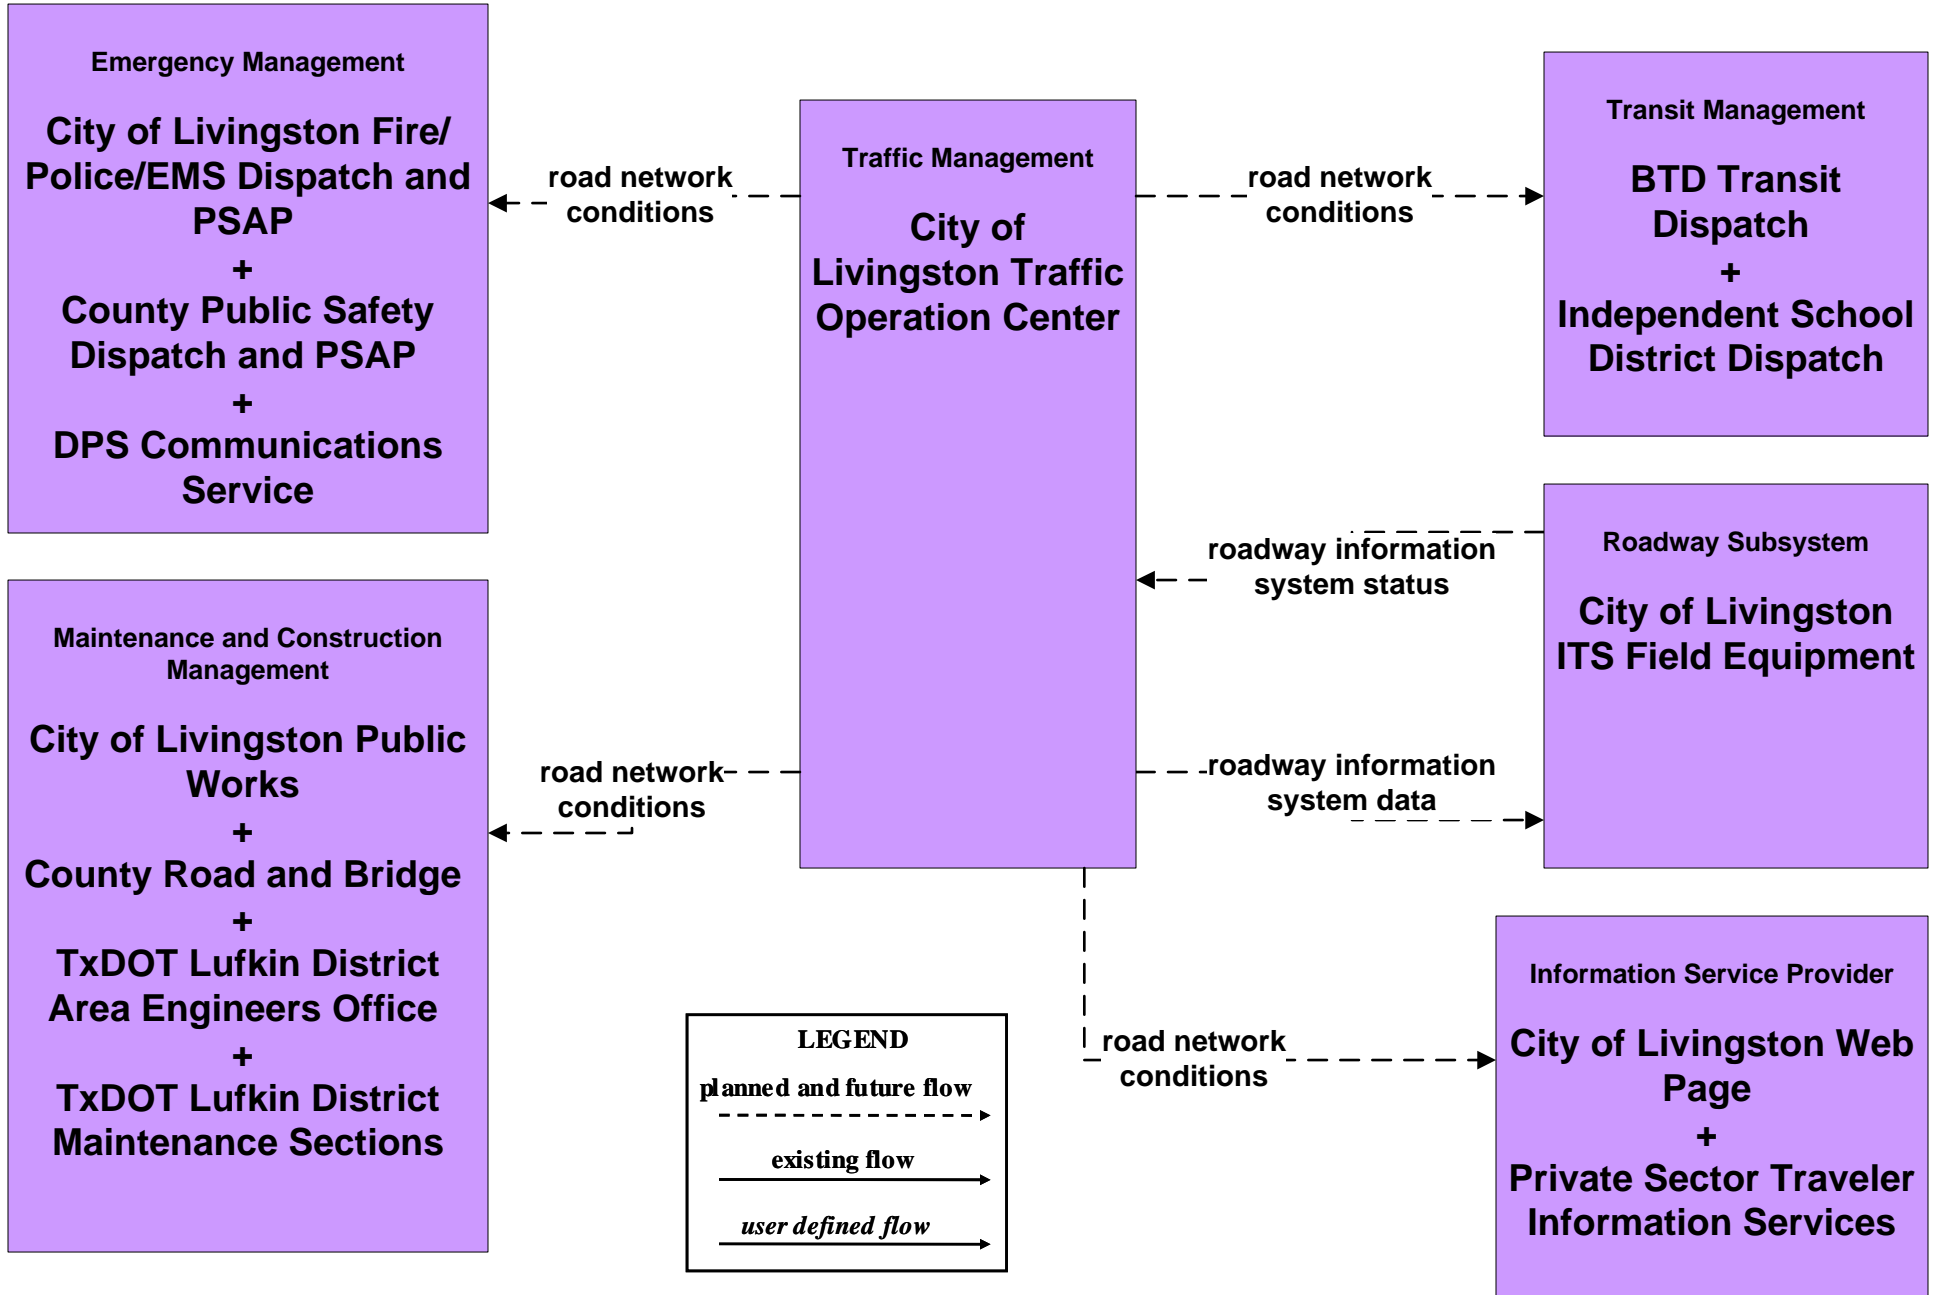 Emergency Management
City of Livingston Fire/
Police/EMS Dispatch and
PSAP
+
County Public Safety
Dispatch and PSAP
+
DPS Communications
Service
road network
conditions
Traffic Management
City of
Livingston Traffic
Operation Center
road network
conditions
Transit Management
BTD Transit
Dispatch
+
Independent School
District Dispatch
roadway information
system status
Roadway Subsystem
City of Livingston
ITS Field Equipment
Maintenance and Construction
Management
City of Livingston Public
Works
+
County Road and Bridge
+
TxDOT Lufkin District
Area Engineers Office
+
TxDOT Lufkin District
Maintenance Sections
road network
conditions
roadway information
system data
LEGEND
planned and future flow
existing flow
user defined flow
road network
conditions
Information Service Provider
City of Livingston Web
Page
+
Private Sector Traveler
Information Services